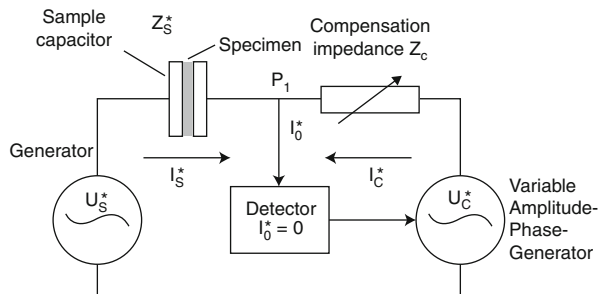 Sample
capacitor
Z*S
Specimen
Compensation
impedance Zc
P1
I*0
Generator
I*S
I*C
U*S
Detector
I*0 = 0
U*C
Variable
Amplitude-
Phase-
Generator